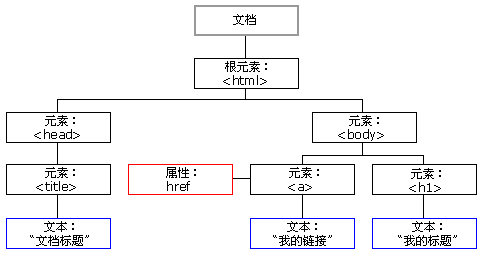 文档
根元素：
<html>
元素：
<head>
元素：
<body>
元素：
<title>
属性：
href
元素：
<a>
元素：
<h1>
文本：
“文档标题”
文本：
“我的链接”
文本：
“我的标题”